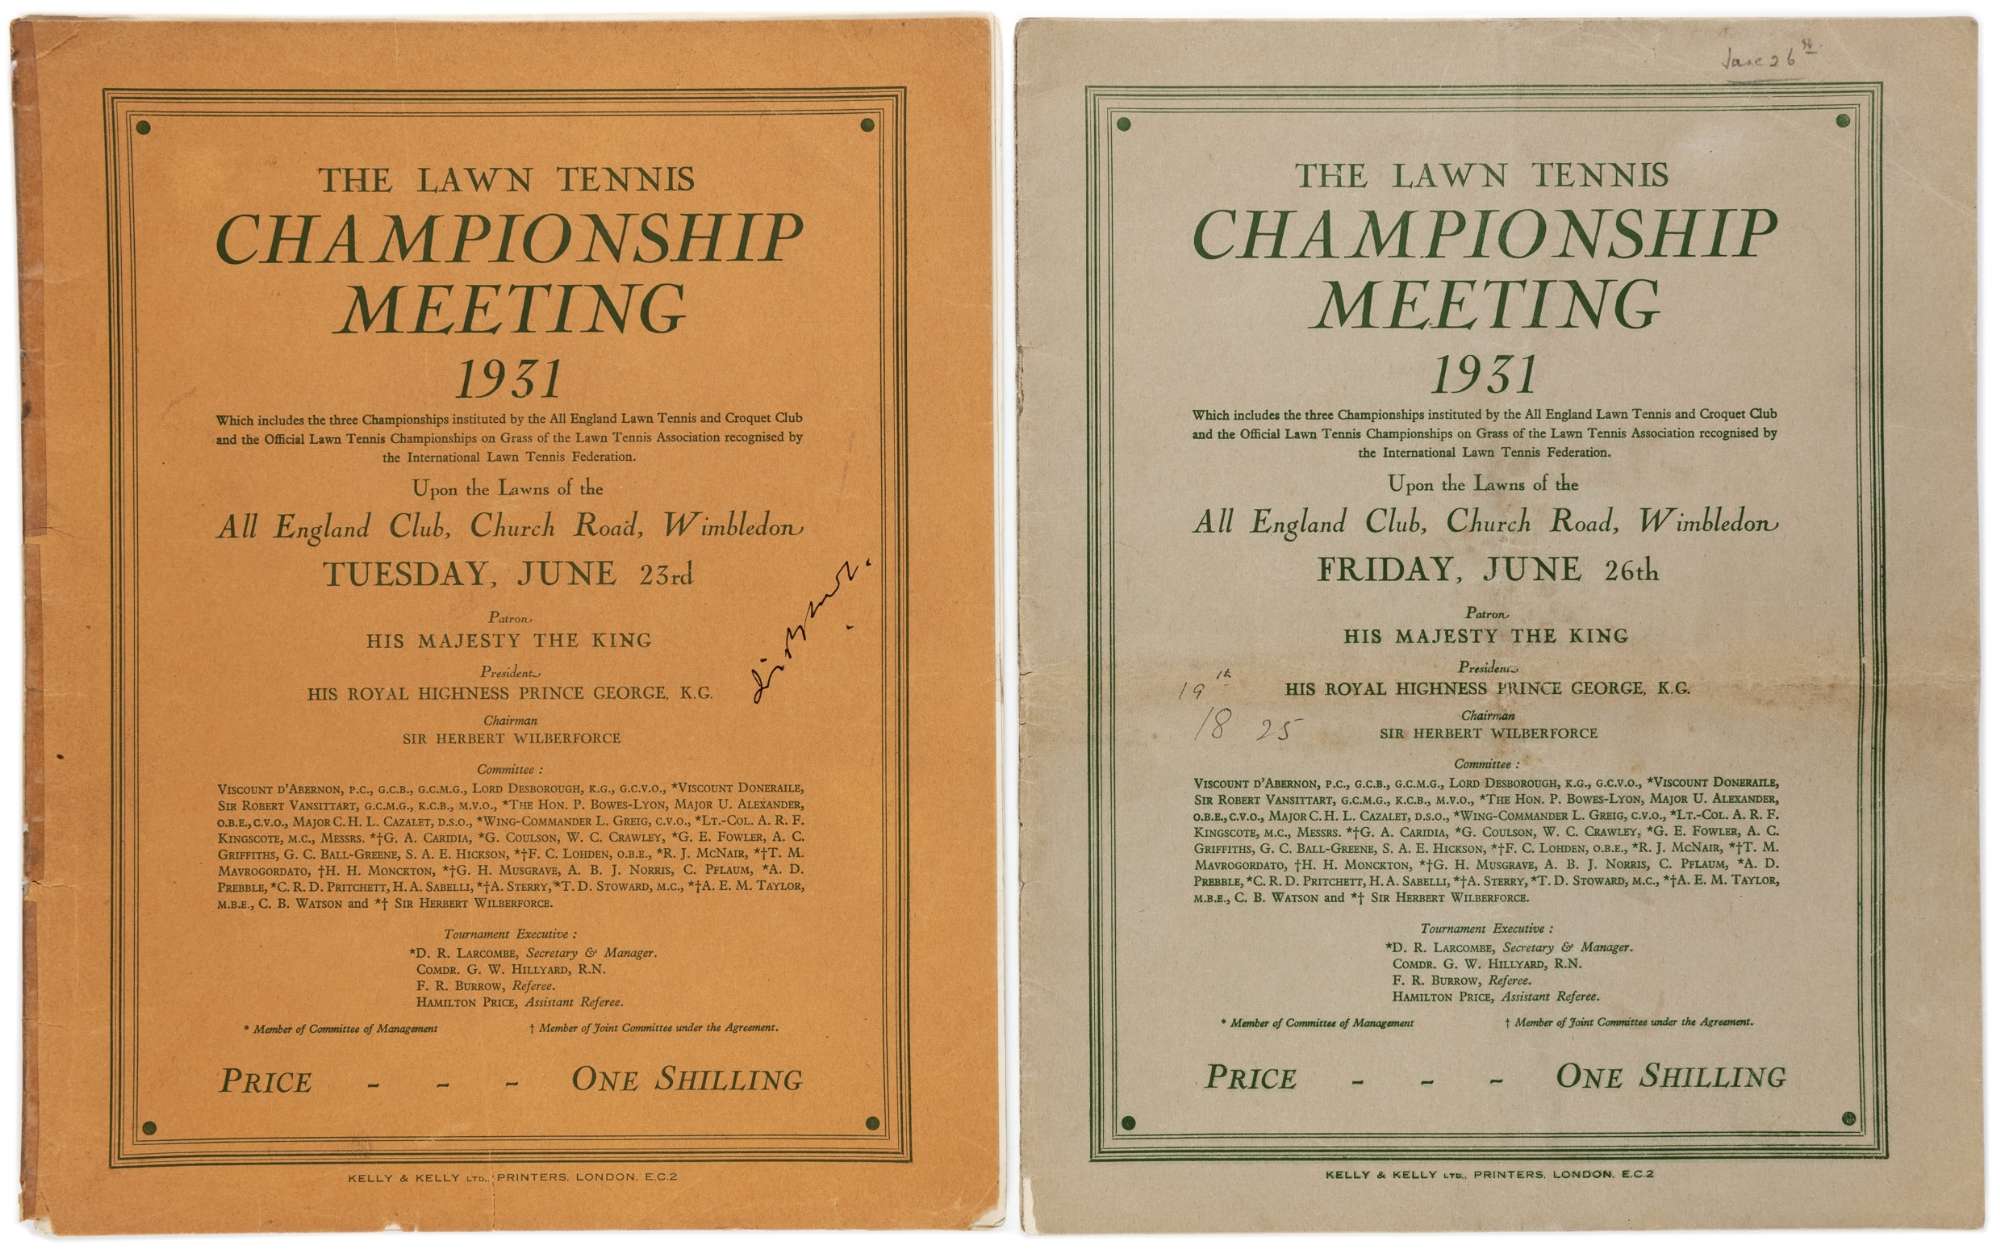 THE LAWN TENNIS
CHAMPIONSHIP
MEETING
1931
Which includes the three Championships instituted by the All England Lawn Tennis and Croquet Club
and the Official Lawn Tennis Championships on Grass of the Lawn Tennis Association recognised by
the International Lawn Tennis Federation.
Upon the Lawns of the
All England Club, Church Road, Wimbledon
TUESDAY, JUNE 23rd
Patron
HIS MAJESTY THE KING
President
HIS ROYAL HIGHNESS PRINCE GEORGE, K.G.
Chairman
SIR HERBERT WILBERFORCE
Committee :
VISCOUNT D'ABERNON, P.C., G.C.B., G.C.M.G., LORD DESBOROUGH, K.G., G.C.V.O., *VISCOUNT DONERAILE,
SIR ROBERT VANSITTART, G.C.M.G., K.C.B., M.V.O., *THE HON. P. BOWES-LYON, MAJOR U. ALEXANDER,
O.B.E., C.V.O., MAJOR C. H. L. CAZALET, D.S.O., *WING-COMMANDER L. GREIG, C.V.O., *LT.-COL. A. R. F.
KINGSCOTE, M.C., MESSRS. *†G. A. CARIDIA, *G. COULSON, W. C. CRAWLEY, *G. E. FOWLER, A. C.
GRIFFITHS, G. C. BALL-GREENE, S. A. E. HICKSON, *†F. C. LOHDEN, O.B.E., *R. J. MCNAIR, *†T. M.
MAVROGORDATO, †H. H. MONCKTON, *†G. H. MUSGRAVE, A. B. J. NORRIS, C. PFLAUM, *A. D.
PREBBLE, *C. R. D. PRITCHETT, H. A. SABELLI, *†A. STERRY, *T. D. STOWARD, M.C., *†A. E. M. TAYLOR,
M.B.E., C. B. WATSON and *† SIR HERBERT WILBERFORCE.
Tournament Executive :
*D. R. LARCOMBE, Secretary & Manager.
COMDR. G. W. HILLYARD, R.N.
F. R. BURROW, Referee.
HAMILTON PRICE, Assistant Referee.
* Member of Committee of Management † Member of Joint Committee under the Agreement.
PRICE - - - ONE SHILLING
KELLY & KELLY LTD., PRINTERS, LONDON, E.C.2
June 26th
THE LAWN TENNIS
CHAMPIONSHIP
MEETING
1931
Which includes the three Championships instituted by the All England Lawn Tennis and Croquet Club
and the Official Lawn Tennis Championships on Grass of the Lawn Tennis Association recognised by
the International Lawn Tennis Federation.
Upon the Lawns of the
All England Club, Church Road, Wimbledon
FRIDAY, JUNE 26th
Patron
HIS MAJESTY THE KING
President
HIS ROYAL HIGHNESS PRINCE GEORGE, K.G.
19th
Chairman
18 25
SIR HERBERT WILBERFORCE
Committee :
VISCOUNT D'ABERNON, P.C., G.C.B., G.C.M.G., LORD DESBOROUGH, K.G., G.C.V.O., *VISCOUNT DONERAILE,
SIR ROBERT VANSITTART, G.C.M.G., K.C.B., M.V.O., *THE HON. P. BOWES-LYON, MAJOR U. ALEXANDER,
O.B.E., C.V.O., MAJOR C. H. L. CAZALET, D.S.O., *WING-COMMANDER L. GREIG, C.V.O., *LT.-COL. A. R. F.
KINGSCOTE, M.C., MESSRS. *†G. A. CARIDIA, *G. COULSON, W. C. CRAWLEY, *G. E. FOWLER, A. C.
GRIFFITHS, G. C. BALL-GREENE, S. A. E. HICKSON, *†F. C. LOHDEN, O.B.E., *R. J. MCNAIR, *†T. M.
MAVROGORDATO, †H. H. MONCKTON, *†G. H. MUSGRAVE, A. B. J. NORRIS, C. PFLAUM, *A. D.
PREBBLE, *C. R. D. PRITCHETT, H. A. SABELLI, *†A. STERRY, *T. D. STOWARD, M.C., *†A. E. M. TAYLOR,
M.B.E., C. B. WATSON and *† SIR HERBERT WILBERFORCE.
Tournament Executive :
*D. R. LARCOMBE, Secretary & Manager.
COMDR. G. W. HILLYARD, R.N.
F. R. BURROW, Referee.
HAMILTON PRICE, Assistant Referee.
* Member of Committee of Management † Member of Joint Committee under the Agreement.
PRICE - - - ONE SHILLING
KELLY & KELLY LTD., PRINTERS, LONDON, E.C.2